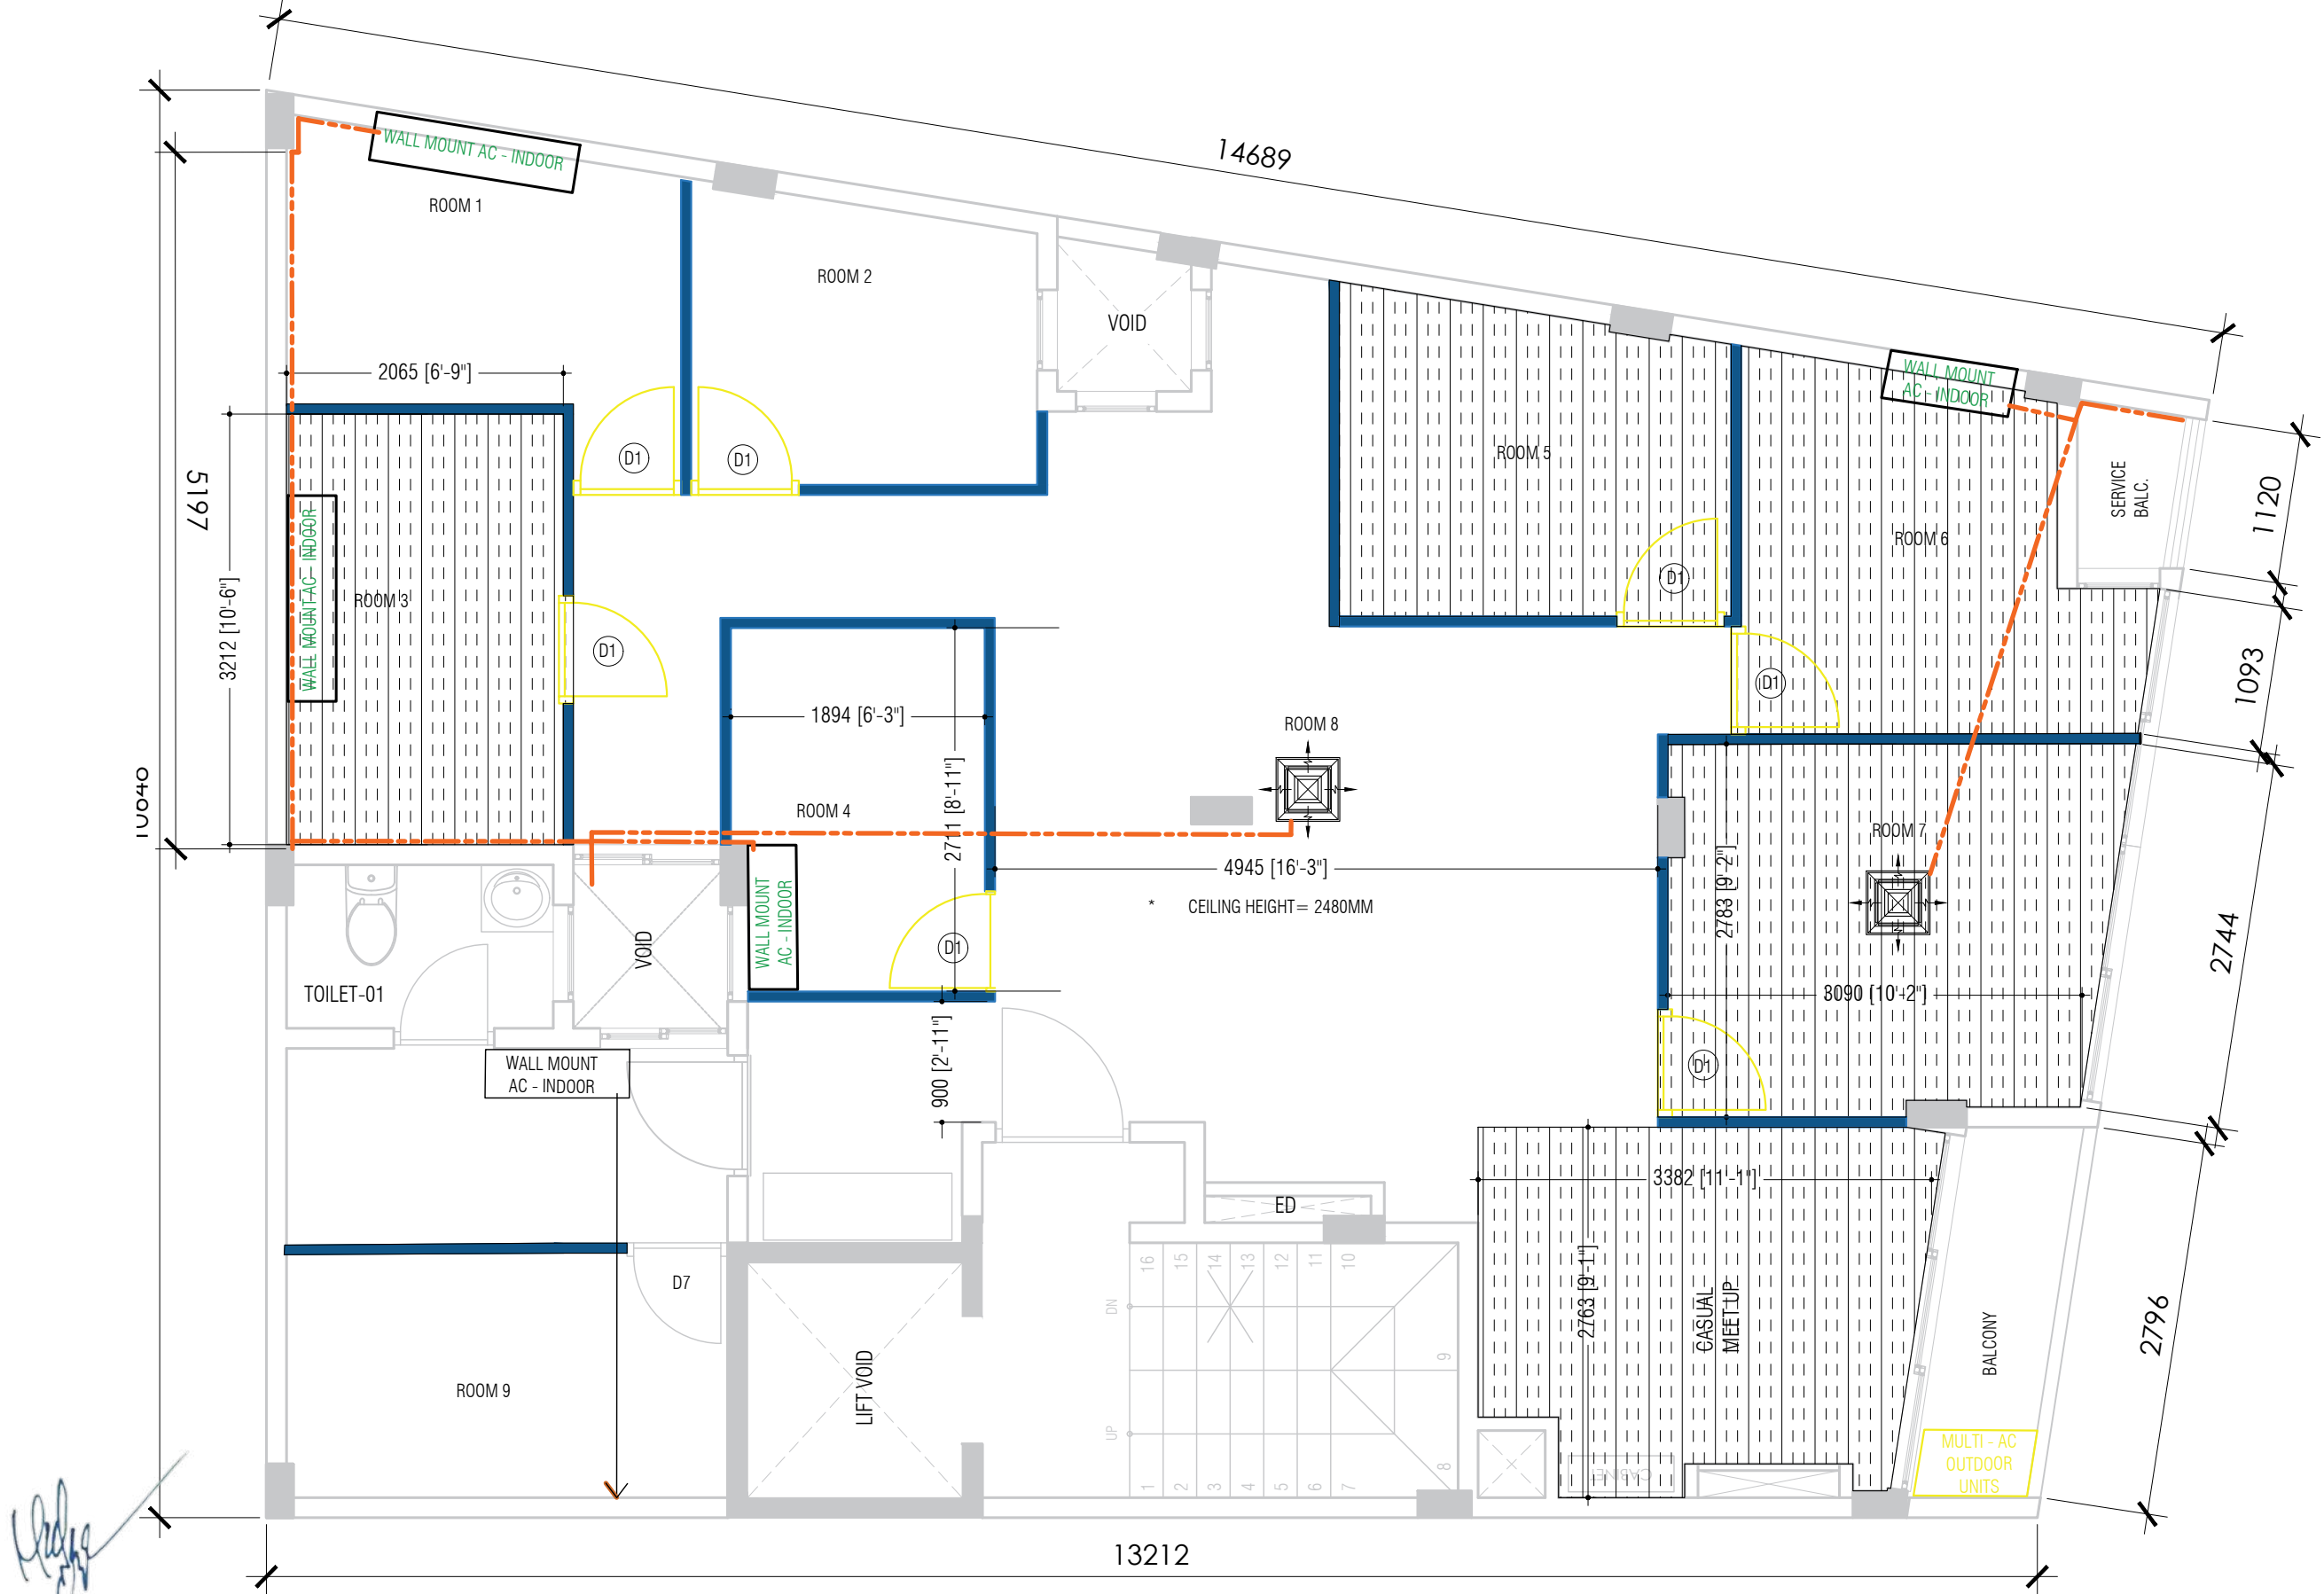 14689
WALL MOUNT AC - INDOOR
ROOM 1
ROOM 2
VOID
2065 [6'-9"]
D1
D1
WALL MOUNT
AC - INDOOR
ROOM 5
SERVICE
BALC.
1120
5197
ROOM 6
WALL MOUNT AC - INDOOR
ROOM 3
3212 [10'-6"]
D1
D1
D1
1093
1894 [6'-3"]
ROOM 8
2711 [8'-11"]
ROOM 4
ROOM 7
4945 [16'-3"]
2783 [9'-2"]
* CEILING HEIGHT= 2480MM
WALL MOUNT
AC - INDOOR
D1
VOID
2744
TOILET-01
3090 [10'-2"]
WALL MOUNT
AC - INDOOR
900 [2'-11"]
D1
3382 [11'-1"]
ED
D7
16
15
14
13
12
11
10
DN
2763 [9'-1"]
CASUAL
MEET UP
2796
BALCONY
ROOM 9
LIFT VOID
9
UP
1
2
3
4
5
6
7
8
CABINET
MULTI - AC
OUTDOOR
UNITS
13212